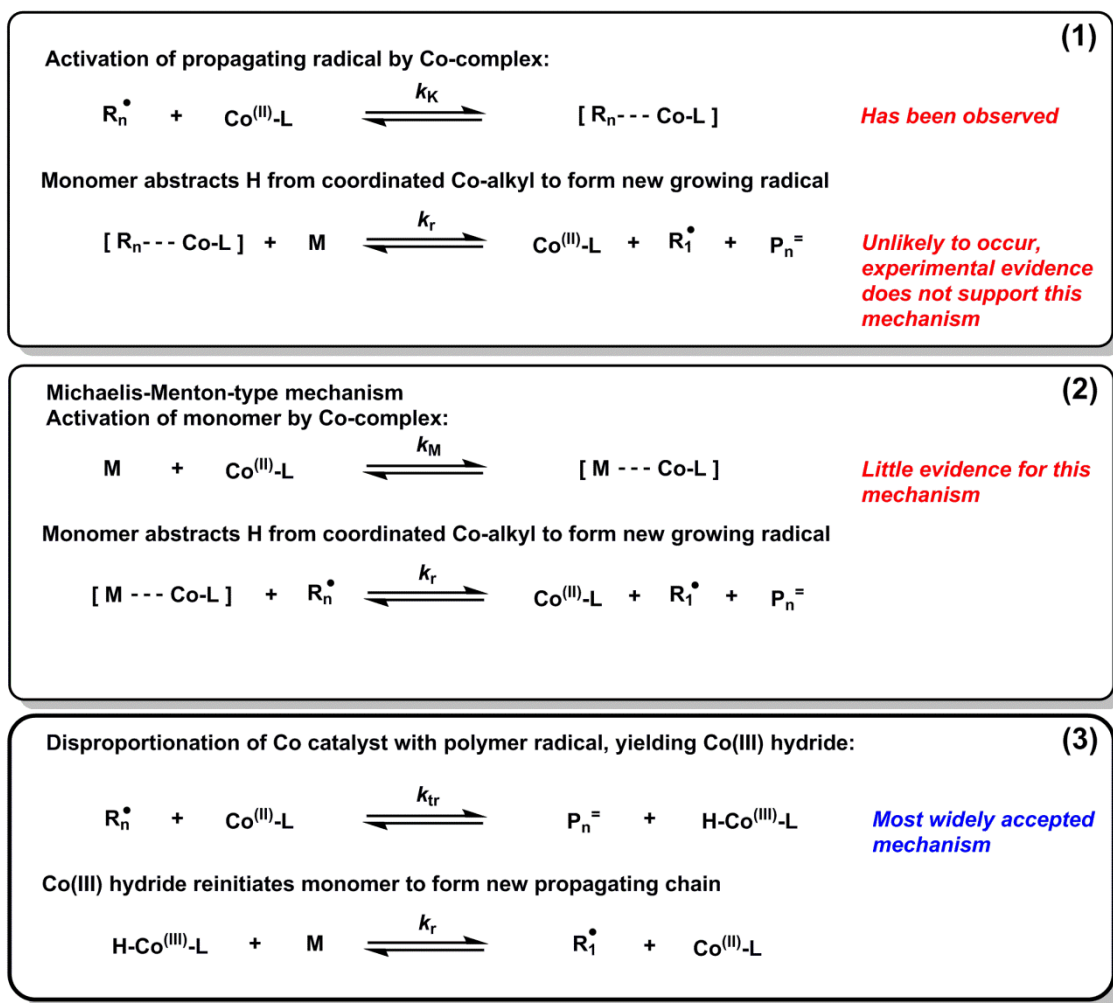 (1)
Activation of propagating radical by Co-complex:
kK
Rn• + Co(II)-L ⇌ [ Rn--- Co-L ] Has been observed
Monomer abstracts H from coordinated Co-alkyl to form new growing radical
kr
[ Rn--- Co-L ] + M ⇌ Co(II)-L + R1• + Pn=
Unlikely to occur,
experimental evidence
does not support this
mechanism
(2)
Michaelis-Menton-type mechanism
Activation of monomer by Co-complex:
kM
M + Co(II)-L ⇌ [ M --- Co-L ]
Little evidence for this
mechanism
Monomer abstracts H from coordinated Co-alkyl to form new growing radical
kr
[ M --- Co-L ] + Rn• ⇌ Co(II)-L + R1• + Pn=
(3)
Disproportionation of Co catalyst with polymer radical, yielding Co(III) hydride:
ktr
Rn• + Co(II)-L ⇌ Pn= + H-Co(III)-L
Most widely accepted
mechanism
Co(III) hydride reinitiates monomer to form new propagating chain
kr
H-Co(III)-L + M ⇌ R1• + Co(II)-L